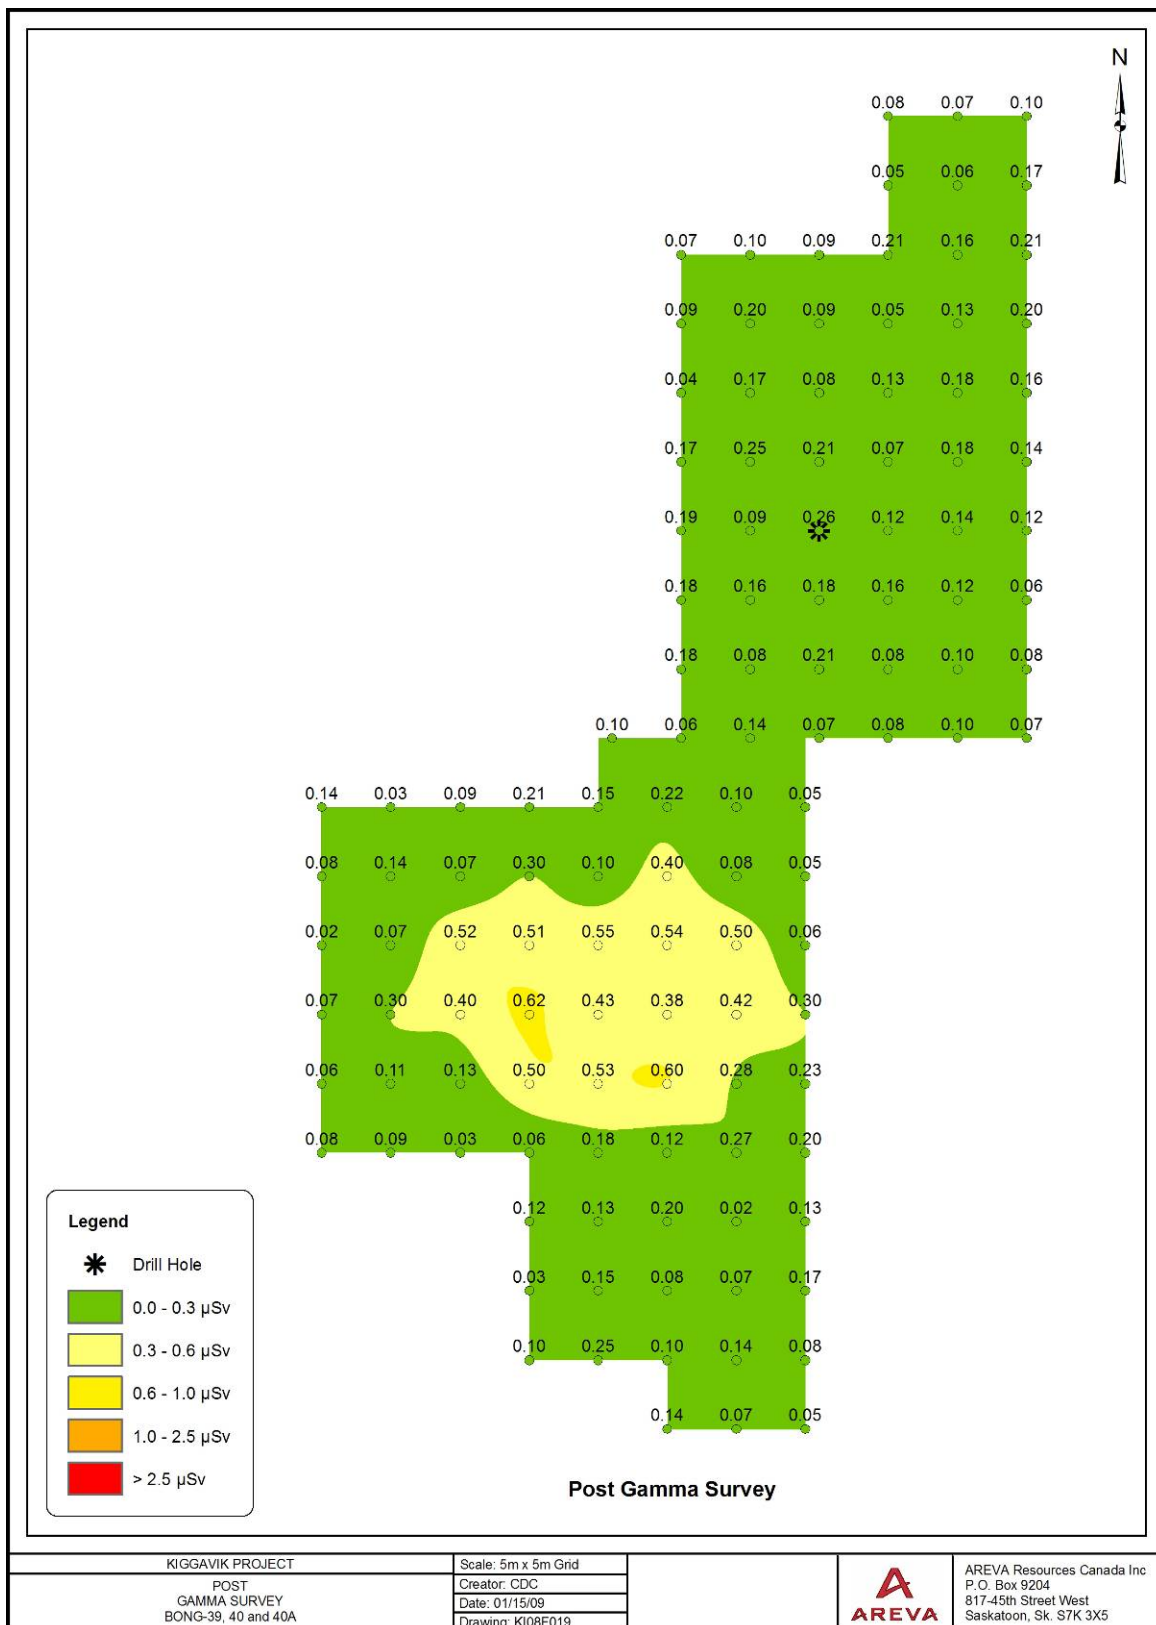 N
0.08 0.07 0.10
0.05 0.06 0.17
0.07 0.10 0.09 0.21 0.16 0.21
0.09 0.20 0.09 0.05 0.13 0.20
0.04 0.17 0.08 0.13 0.18 0.16
0.17 0.25 0.21 0.07 0.18 0.14
0.19 0.09 0.26 0.12 0.14 0.12
0.18 0.16 0.18 0.16 0.12 0.06
0.18 0.08 0.21 0.08 0.10 0.08
0.10 0.06 0.14 0.07 0.08 0.10 0.07
0.14 0.03 0.09 0.21 0.15 0.22 0.10 0.05
0.08 0.14 0.07 0.30 0.10 0.40 0.08 0.05
0.02 0.07 0.52 0.51 0.55 0.54 0.50 0.06
0.07 0.30 0.40 0.62 0.43 0.38 0.42 0.30
0.06 0.11 0.13 0.50 0.53 0.60 0.28 0.23
0.08 0.09 0.03 0.06 0.18 0.12 0.27 0.20
0.12 0.13 0.20 0.02 0.13
0.03 0.15 0.08 0.07 0.17
0.10 0.25 0.10 0.14 0.08
0.14 0.07 0.05
Legend
Drill Hole
0.0 - 0.3 µSv
0.3 - 0.6 µSv
0.6 - 1.0 µSv
1.0 - 2.5 µSv
> 2.5 µSv
Post Gamma Survey
KIGGAVIK PROJECT
POST
GAMMA SURVEY
BONG-39, 40 and 40A
Scale: 5m x 5m Grid
Creator: CDC
Date: 01/15/09
Drawing: KI08F019
AREVA
AREVA Resources Canada Inc
P.O. Box 9204
817-45th Street West
Saskatoon, Sk. S7K 3X5